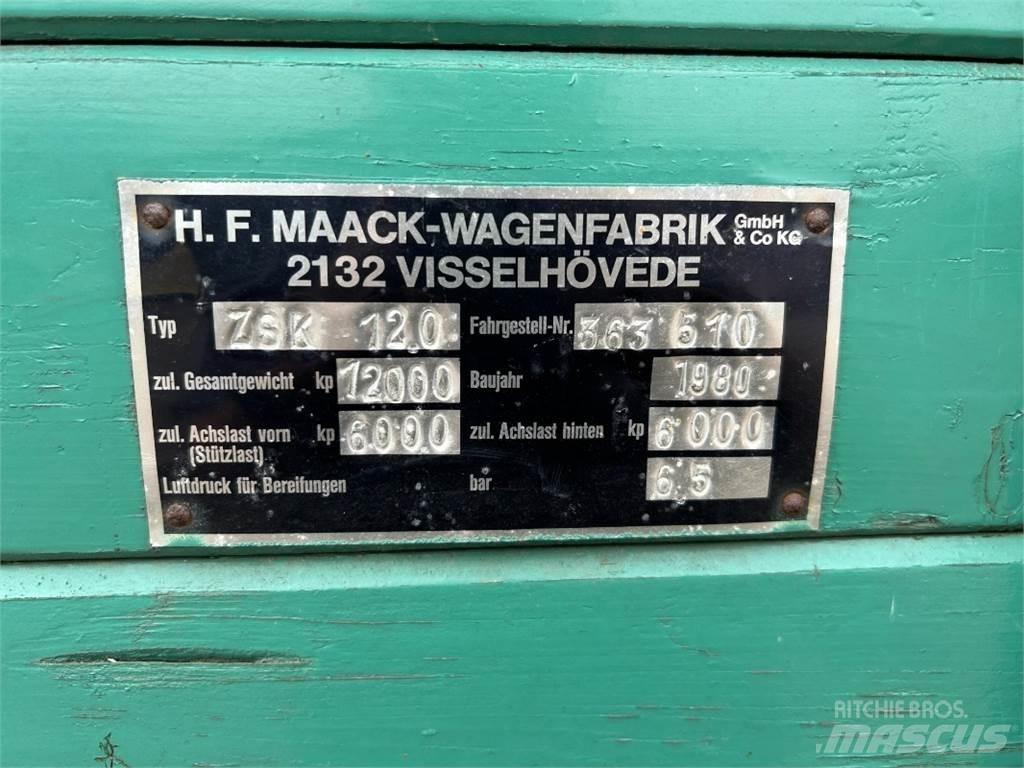 H. F. MAACK-WAGENFABRIK GmbH & Co KG
2132 VISSELHÖVEDE
Typ ZSK 120 Fahrgestell-Nr. 363 510
zul. Gesamtgewicht kp 12000 Baujahr 1980
zul. Achslast vorn kp 6000 zul. Achslast hinten kp 6000
(Stützlast)
Luftdruck für Bereifungen bar 6 5
RITCHIE BROS.
MASCUS